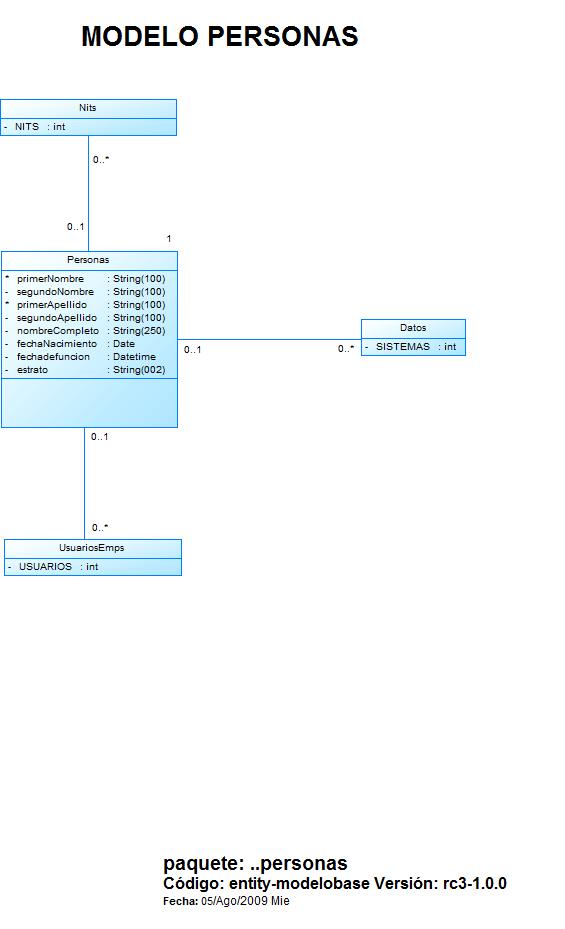 MODELO PERSONAS
Nits
- NITS : int
0..*
0..1
1
Personas
* primerNombre : String(100)
- segundoNombre : String(100)
* primerApellido : String(100)
- segundoApellido : String(100)
- nombreCompleto : String(250)
- fechaNacimiento : Date
- fechadefuncion : Datetime
- estrato : String(002)
0..1
0..*
Datos
- SISTEMAS : int
0..1
0..*
UsuariosEmps
- USUARIOS : int
paquete: ..personas
Código: entity-modelobase Versión: rc3-1.0.0
Fecha: 05/Ago/2009 Mie